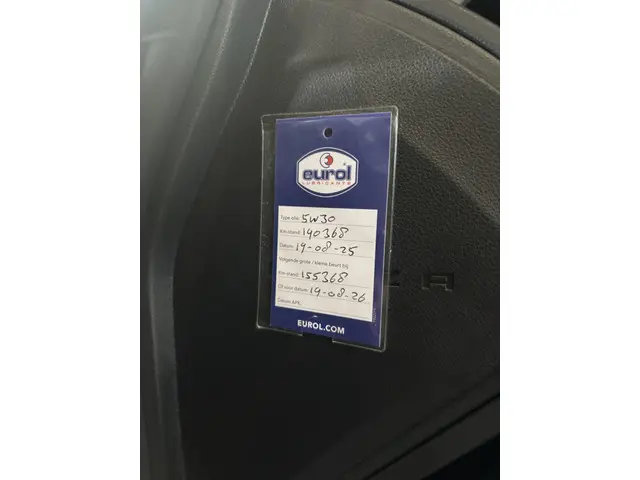 eurol
®
LUBRICANTS
Type olie: 5W30
Km-stand: 140368
Datum: 19-08-25
Volgende grote / kleine beurt bij
Km-stand: 155368
Of vóór datum: 19-08-26
Datum APK:
EUROL.COM
K A